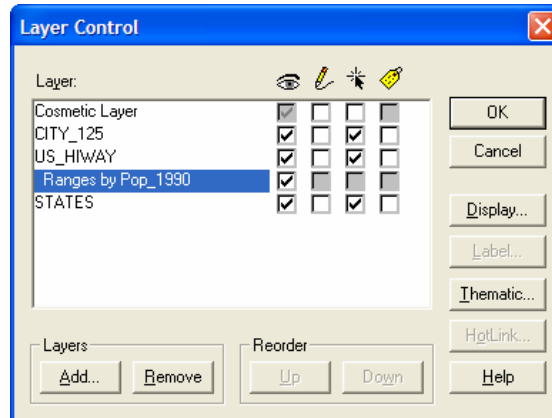 Layer Control
Layer:
Cosmetic Layer
CITY_125
US_HIWAY
Ranges by Pop_1990
STATES
OK
Cancel
Display...
Label...
Thematic...
HotLink...
Help
Layers
Add...
Remove
Reorder
Up
Down